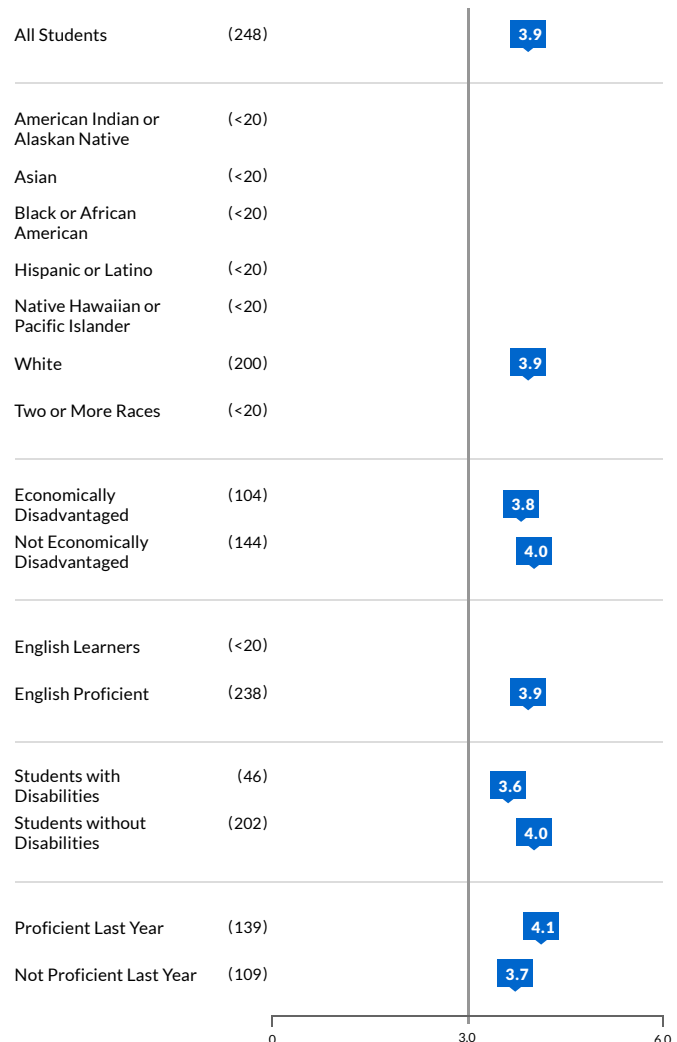 All Students (248) 3.9
American Indian or (<20)
Alaskan Native
Asian (<20)
Black or African (<20)
American
Hispanic or Latino (<20)
Native Hawaiian or (<20)
Pacific Islander
White (200) 3.9
Two or More Races (<20)
Economically (104) 3.8
Disadvantaged
Not Economically (144) 4.0
Disadvantaged
English Learners (<20)
English Proficient (238) 3.9
Students with (46) 3.6
Disabilities
Students without (202) 4.0
Disabilities
Proficient Last Year (139) 4.1
Not Proficient Last Year (109) 3.7
0 3.0 6.0